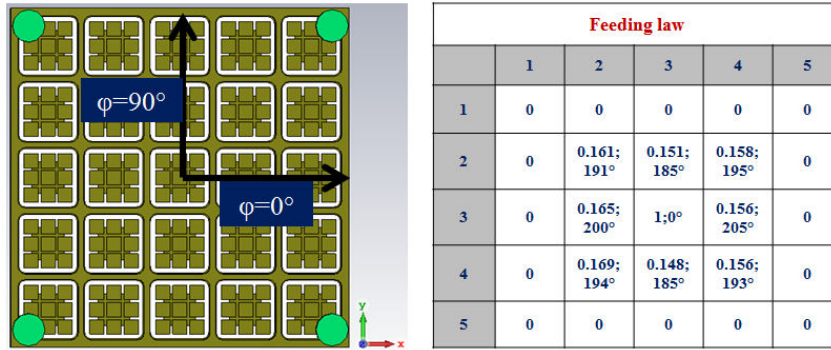 φ=90°
φ=0°
y
z x
Feeding law
1 2 3 4 5
1 0 0 0 0 0
2 0 0.161; 191° 0.151; 185° 0.158; 195° 0
3 0 0.165; 200° 1;0° 0.156; 205° 0
4 0 0.169; 194° 0.148; 185° 0.156; 193° 0
5 0 0 0 0 0